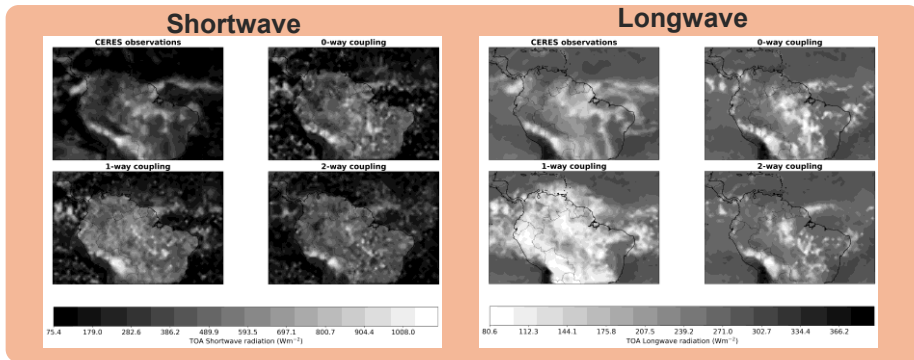 Shortwave
CERES observations
0-way coupling
1-way coupling
2-way coupling
75.4 179.0 282.6 386.2 489.9 593.5 697.1 800.7 904.4 1008.0
TOA Shortwave radiation (Wm⁻²)
Longwave
CERES observations
0-way coupling
1-way coupling
2-way coupling
80.6 112.3 144.1 175.8 207.5 239.2 271.0 302.7 334.4 366.2
TOA Longwave radiation (Wm⁻²)